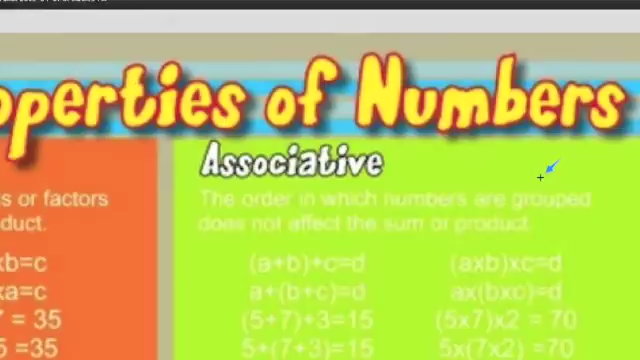 operties of Numbers
Associative
s or factors
duct.
xb=c
xa=c
7 = 35
5 =35
The order in which numbers are grouped
does not affect the sum or product.
(a+b)+c=d
a+(b+c)=d
(5+7)+3=15
5+(7+3)=15
(axb)xc=d
ax(bxc)=d
(5x7)x2 = 70
5x(7x2) =70